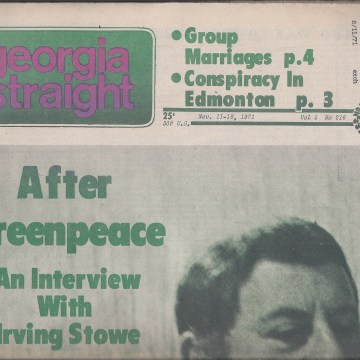 georgia
straight
• Group
Marriages p.4
• Conspiracy In
Edmonton p. 3
25¢
Nov. 11-18, 1971
After
reenpeace
An Interview
With
Irving Stowe